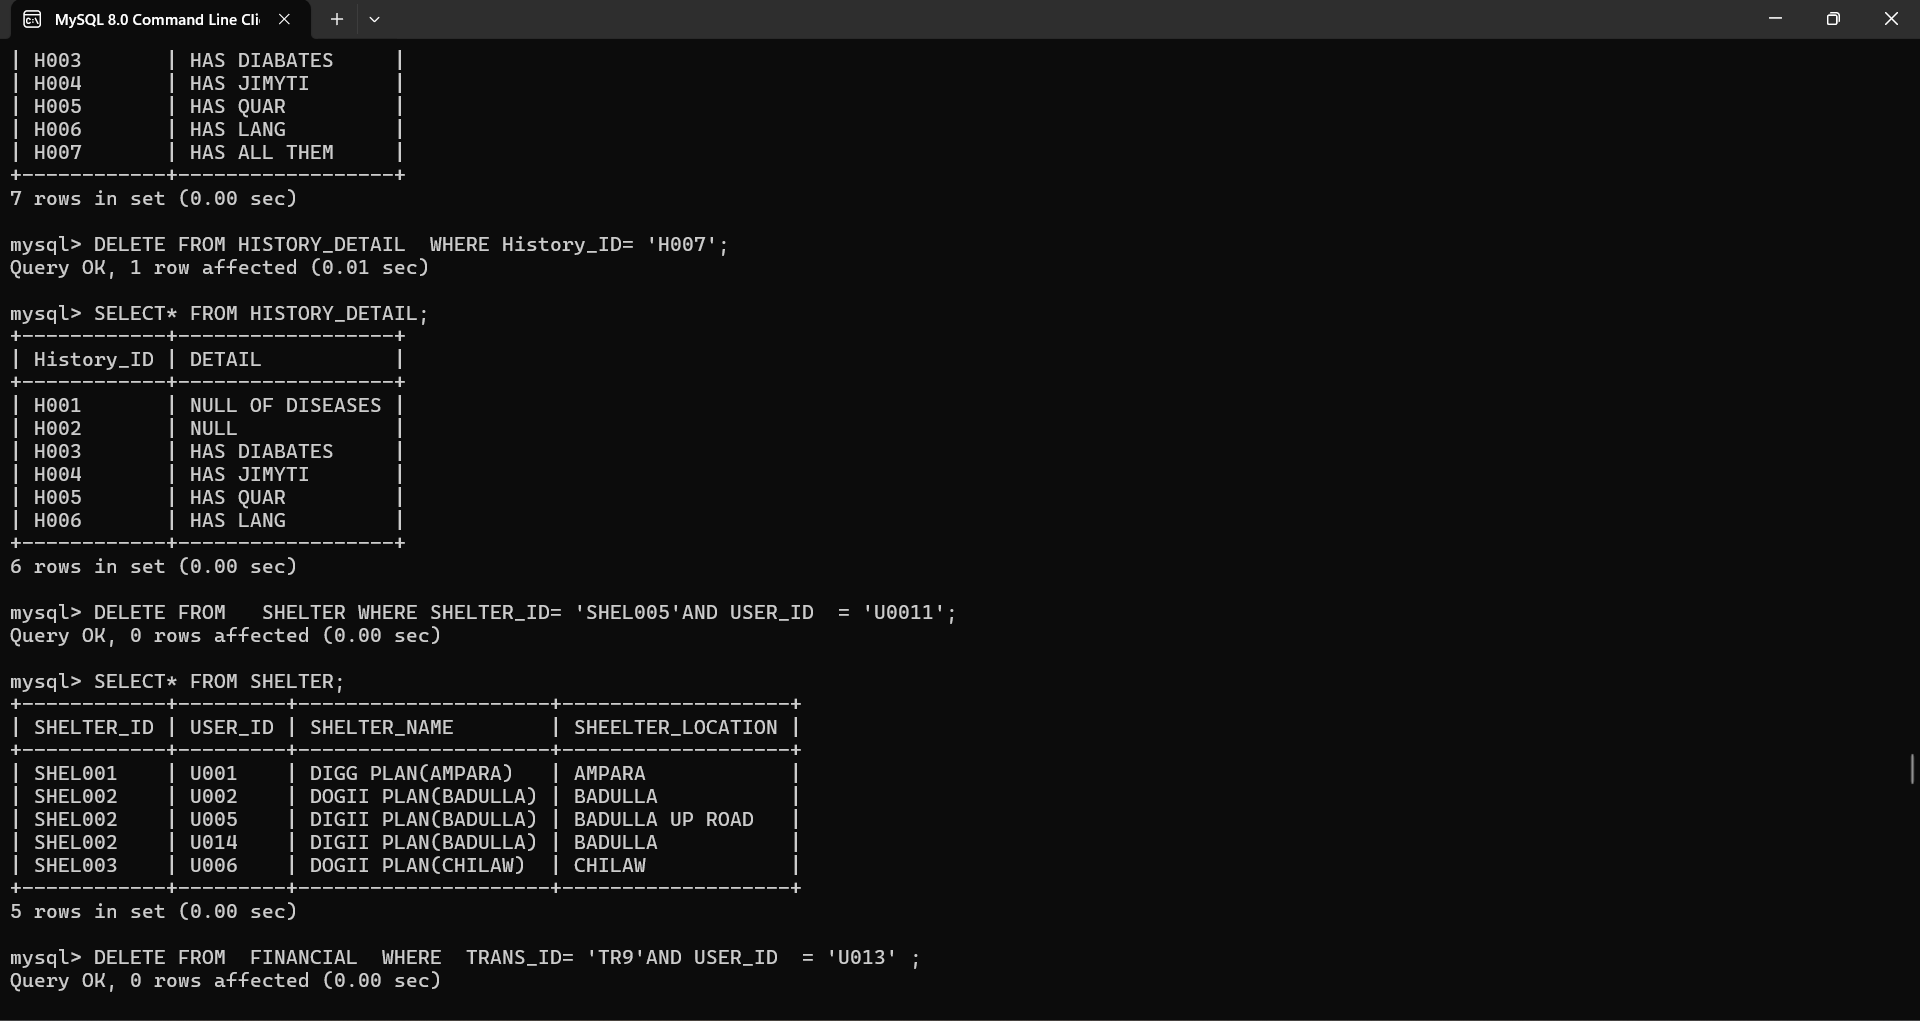 MySQL 8.0 Command Line Cli
| H003       | HAS DIABATES     |
| H004       | HAS JIMYTI       |
| H005       | HAS QUAR         |
| H006       | HAS LANG         |
| H007       | HAS ALL THEM     |
+------------+------------------+
7 rows in set (0.00 sec)
mysql> DELETE FROM HISTORY_DETAIL  WHERE History_ID= 'H007';
Query OK, 1 row affected (0.01 sec)
mysql> SELECT* FROM HISTORY_DETAIL;
+------------+------------------+
| History_ID | DETAIL           |
+------------+------------------+
| H001       | NULL OF DISEASES |
| H002       | NULL             |
| H003       | HAS DIABATES     |
| H004       | HAS JIMYTI       |
| H005       | HAS QUAR         |
| H006       | HAS LANG         |
+------------+------------------+
6 rows in set (0.00 sec)
mysql> DELETE FROM   SHELTER WHERE SHELTER_ID= 'SHEL005'AND USER_ID  = 'U0011';
Query OK, 0 rows affected (0.00 sec)
mysql> SELECT* FROM SHELTER;
+------------+---------+---------------------+-------------------+
| SHELTER_ID | USER_ID | SHELTER_NAME        | SHEELTER_LOCATION |
+------------+---------+---------------------+-------------------+
| SHEL001    | U001    | DIGG PLAN(AMPARA)   | AMPARA            |
| SHEL002    | U002    | DOGII PLAN(BADULLA) | BADULLA           |
| SHEL002    | U005    | DIGII PLAN(BADULLA) | BADULLA UP ROAD   |
| SHEL002    | U014    | DIGII PLAN(BADULLA) | BADULLA           |
| SHEL003    | U006    | DOGII PLAN(CHILAW)  | CHILAW            |
+------------+---------+---------------------+-------------------+
5 rows in set (0.00 sec)
mysql> DELETE FROM  FINANCIAL  WHERE  TRANS_ID= 'TR9'AND USER_ID  = 'U013' ;
Query OK, 0 rows affected (0.00 sec)